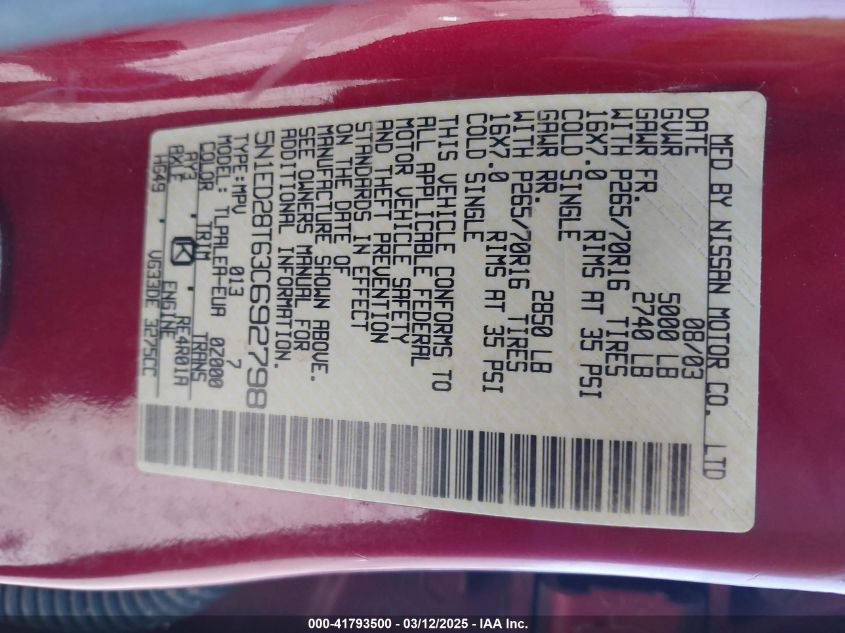 MFD BY NISSAN MOTOR CO. LTD
DATE 08/03
GVWR 5000 LB
GAWR FR. 2740 LB
WITH P265/70R16 TIRES
16X7.0 RIMS AT 35 PSI
COLD SINGLE
GAWR RR. 2850 LB
WITH P265/70R16 TIRES
16X7.0 RIMS AT 35 PSI
COLD SINGLE
THIS VEHICLE CONFORMS TO
ALL APPLICABLE FEDERAL
MOTOR VEHICLE SAFETY
AND THEFT PREVENTION
STANDARDS IN EFFECT
ON THE DATE OF
MANUFACTURE SHOWN ABOVE.
SEE OWNERS MANUAL FOR
ADDITIONAL INFORMATION.
5N1ED28T63C692798
TYPE:MPV 013 7
MODEL: TLPALEA-EUA 0Z000
COLOR TRIM TRANS
AX3 K RE4R01A
AXLE ENGINE
HG49 VG33DE 3275CC
000-41793500 - 03/12/2025 - IAA Inc.